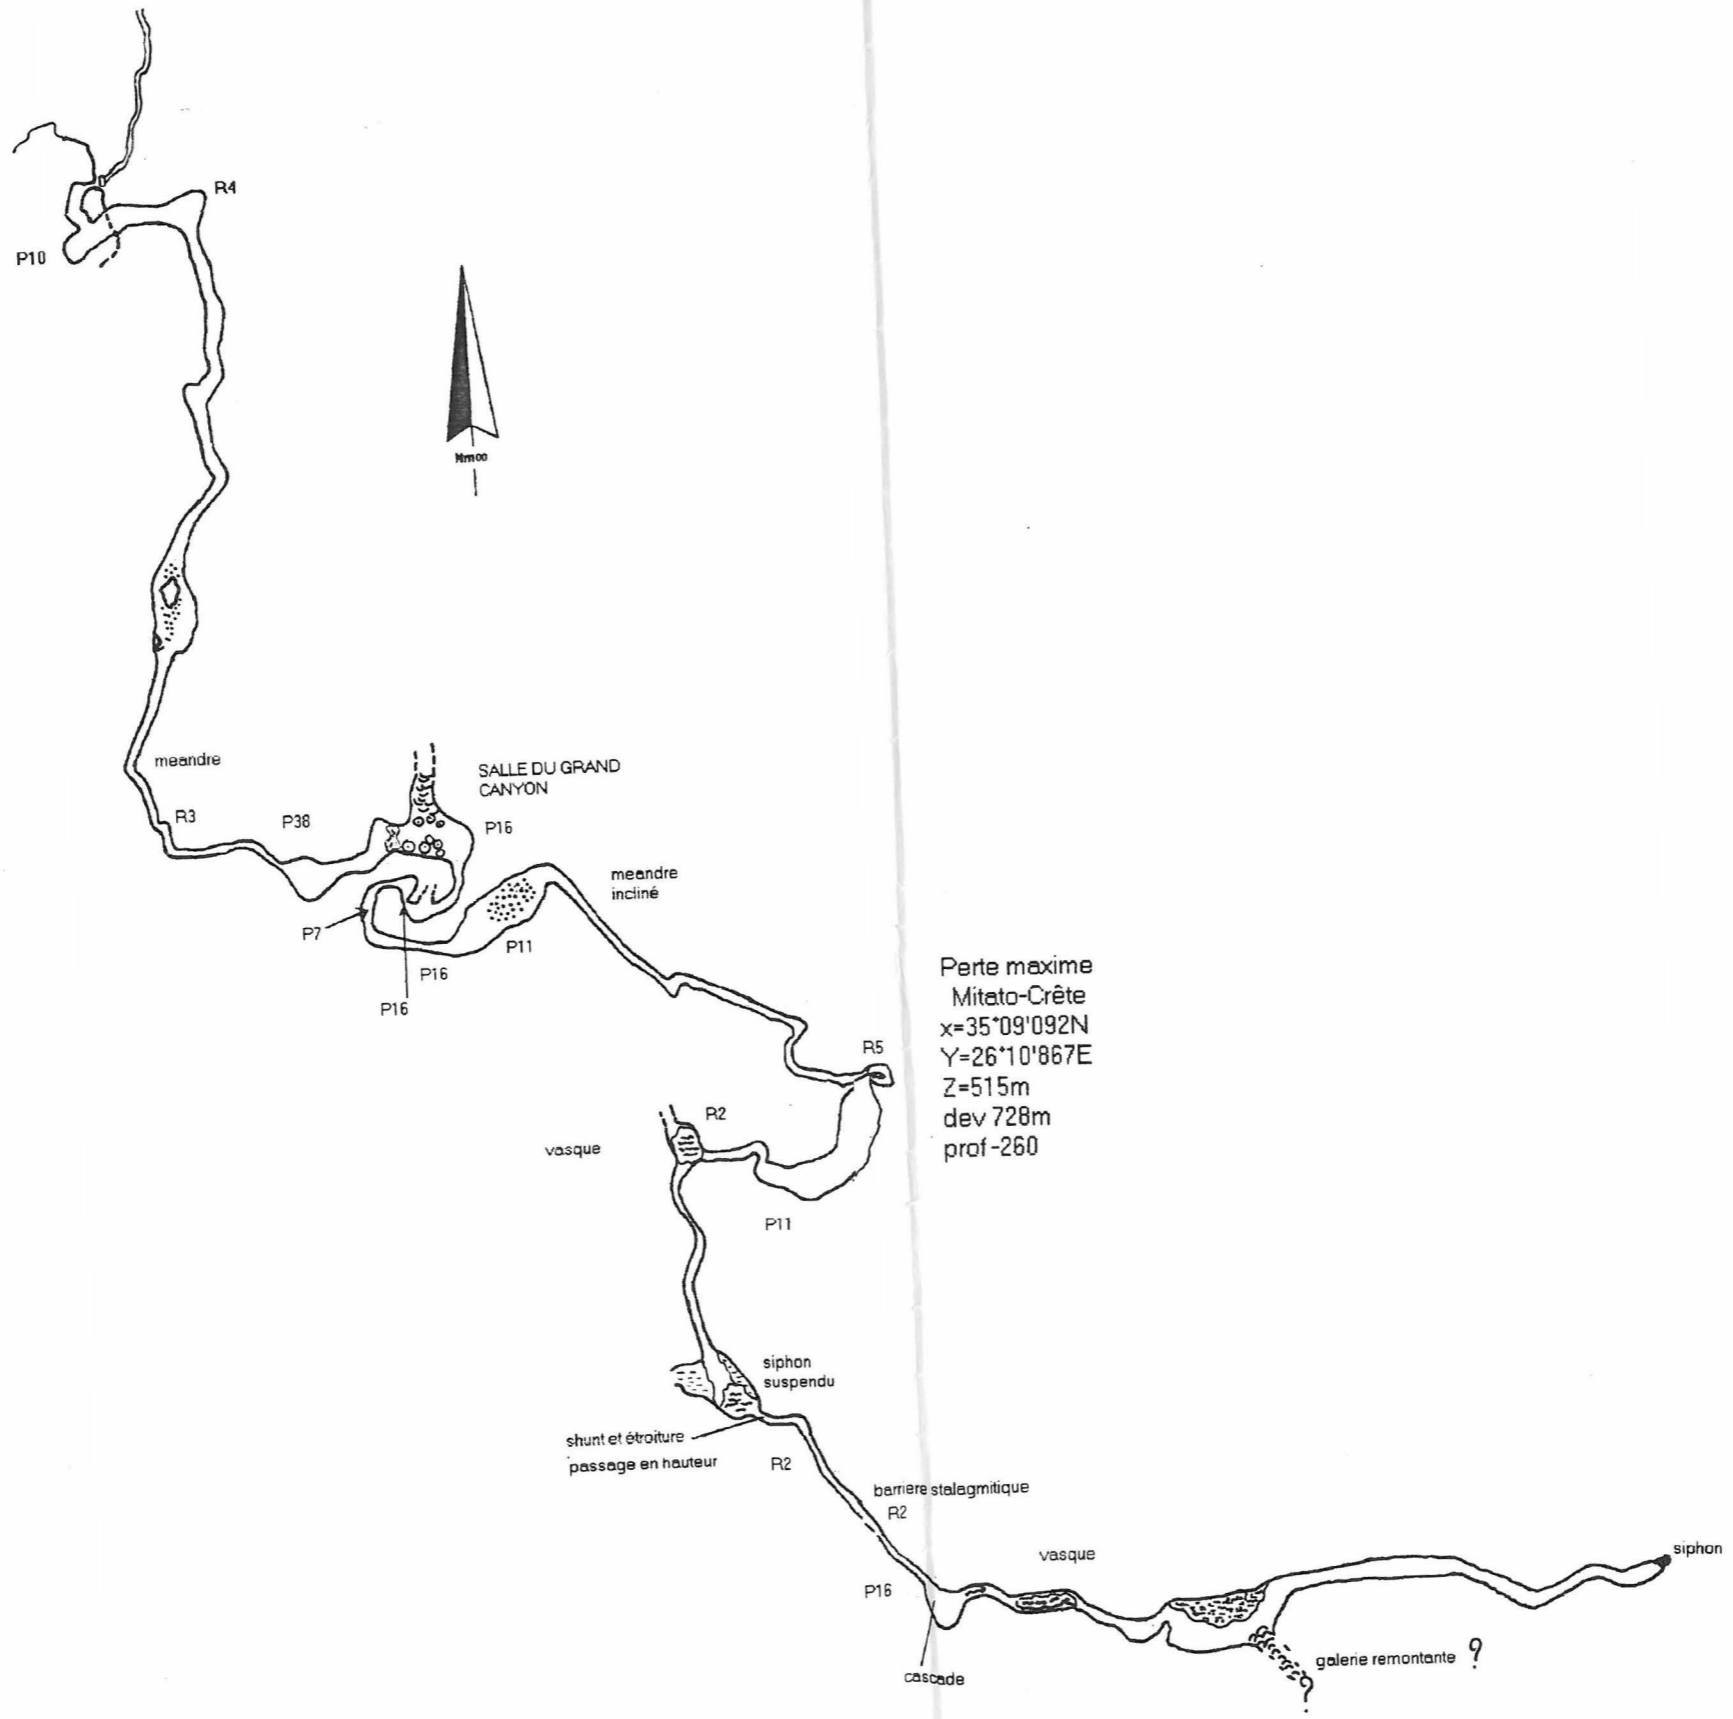 R4
P10
Nm00
meandre
SALLE DU GRAND
CANYON
R3
P38
P16
meandre
incliné
P7
P11
P16
P16
Perte maxime
Mitato-Crête
x=35°09'092N
Y=26°10'867E
Z=515m
dev 728m
prof-260
R5
R2
vasque
P11
siphon
suspendu
shunt et étroiture
passage en hauteur
R2
barriere stalagmitique
R2
vasque
siphon
P16
galerie remontante ?
?
cascade